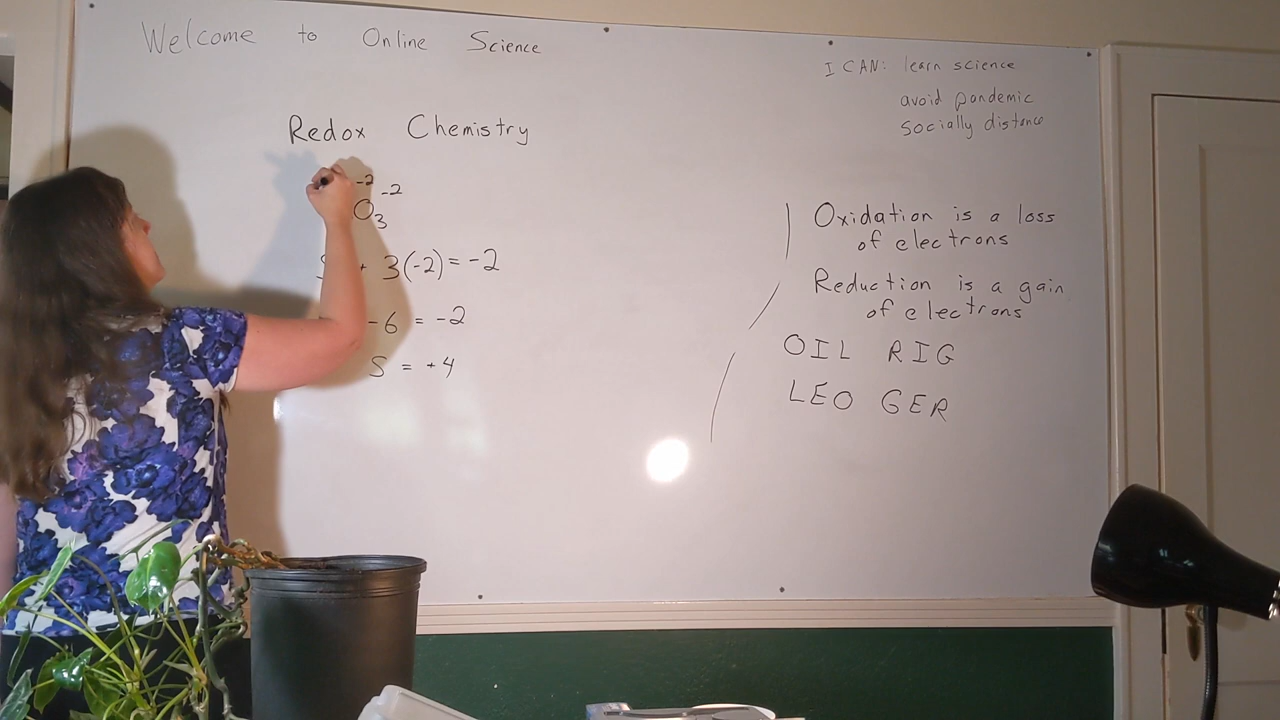 Welcome to Online Science
I CAN: learn science
avoid pandemic
socially distance
Redox Chemistry
-2
O₃ -2
+ 3(-2) = -2
-6 = -2
S = +4
Oxidation is a loss
of electrons
Reduction is a gain
of electrons
OIL RIG
LEO GER